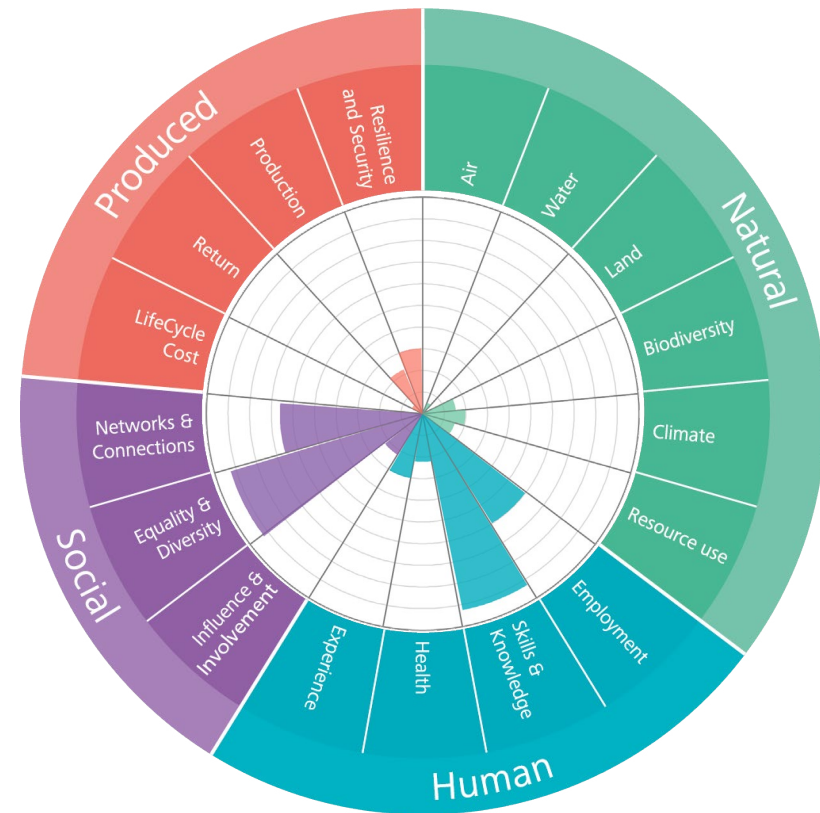 Natural
Air
Water
Land
Biodiversity
Climate
Resource use
Human
Employment
Skills &
Knowledge
Health
Experience
Social
Influence &
Involvement
Equality &
Diversity
Networks &
Connections
Produced
LifeCycle
Cost
Return
Production
Resilience
and Security